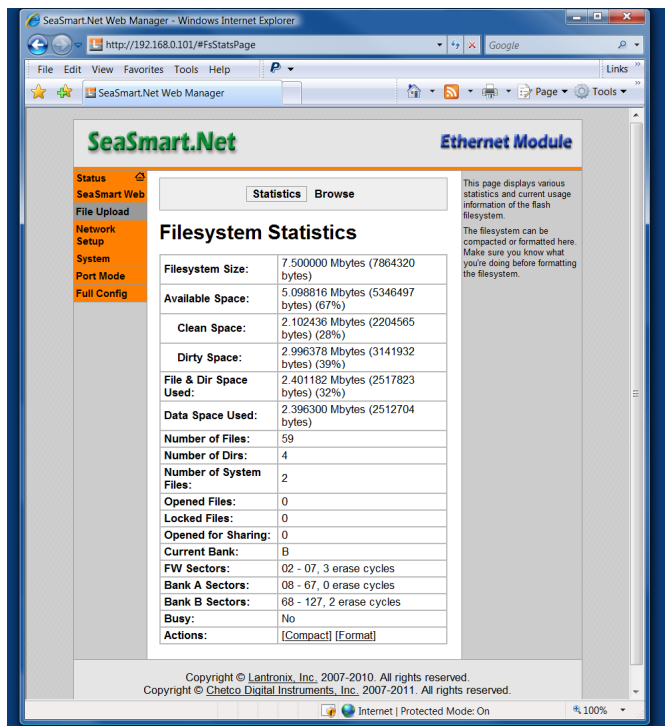 SeaSmart.Net Web Manager - Windows Internet Explorer
http://192.168.0.101/#FsStatsPage
Google
File Edit View Favorites Tools Help
Links
SeaSmart.Net Web Manager
Page
Tools
SeaSmart.Net
Ethernet Module
Status
SeaSmart Web
File Upload
Network
Setup
System
Port Mode
Full Config
Statistics Browse
Filesystem Statistics
Filesystem Size: 7.500000 Mbytes (7864320
bytes)
Available Space: 5.098816 Mbytes (5346497
bytes) (67%)
Clean Space: 2.102436 Mbytes (2204565
bytes) (28%)
Dirty Space: 2.996378 Mbytes (3141932
bytes) (39%)
File & Dir Space
Used: 2.401182 Mbytes (2517823
bytes) (32%)
Data Space Used: 2.396300 Mbytes (2512704
bytes)
Number of Files: 59
Number of Dirs: 4
Number of System
Files: 2
Opened Files: 0
Locked Files: 0
Opened for Sharing: 0
Current Bank: B
FW Sectors: 02 - 07, 3 erase cycles
Bank A Sectors: 08 - 67, 0 erase cycles
Bank B Sectors: 68 - 127, 2 erase cycles
Busy: No
Actions: [Compact] [Format]
This page displays various
statistics and current usage
information of the flash
filesystem.
The filesystem can be
compacted or formatted here.
Make sure you know what
you're doing before formatting
the filesystem.
Copyright © Lantronix, Inc. 2007-2010. All rights reserved.
Copyright © Chetco Digital Instruments, Inc. 2007-2011. All rights reserved.
Internet | Protected Mode: On
100%